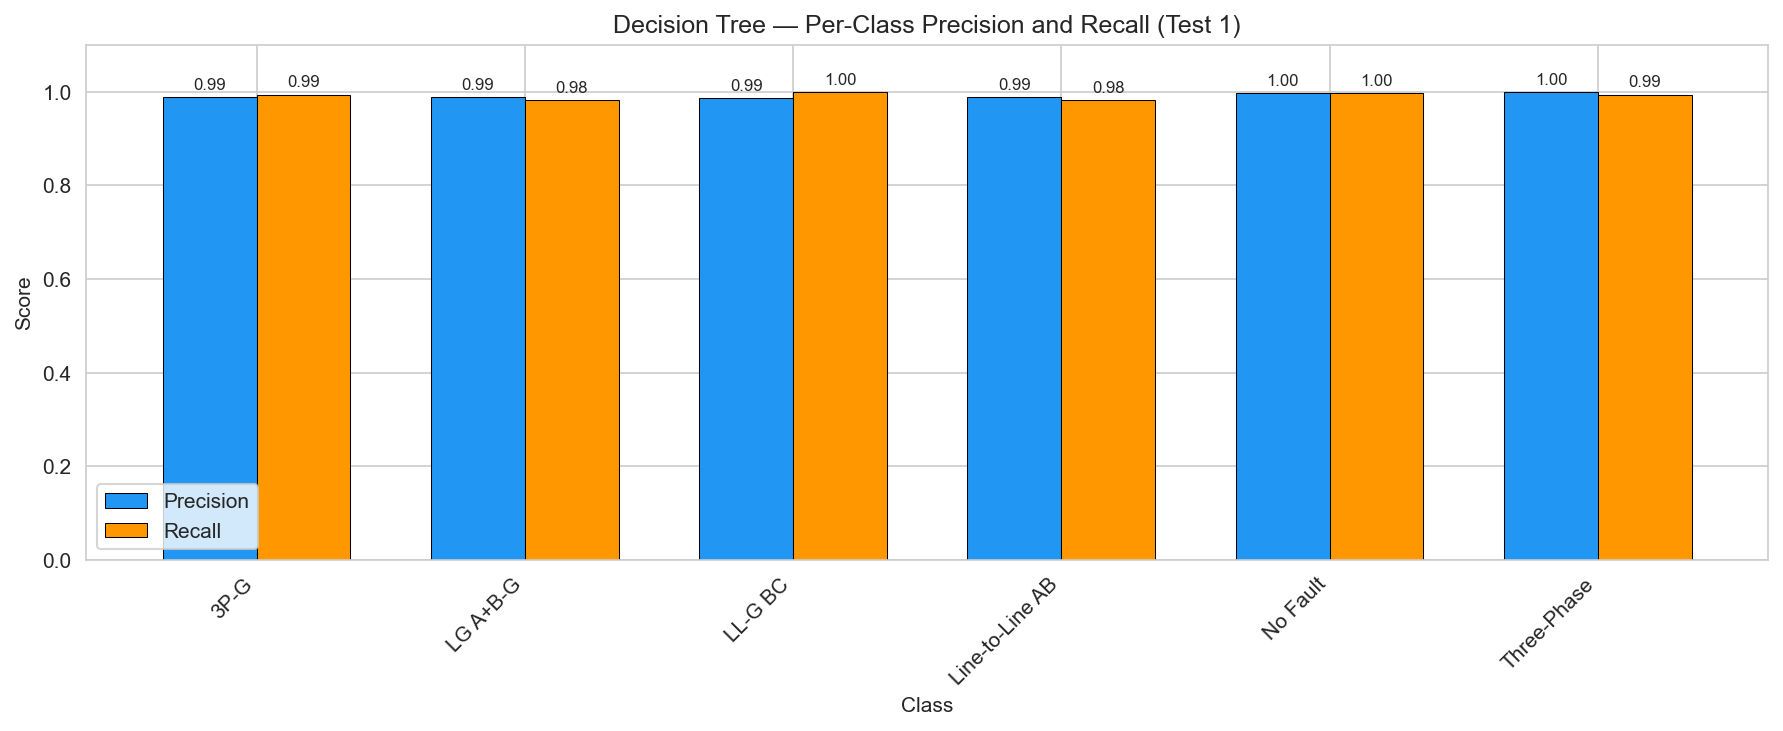 Decision Tree — Per-Class Precision and Recall (Test 1)
0.99 0.99 0.99 0.98 0.99 1.00 0.99 0.98 1.00 1.00 1.00 0.99
1.0
0.8
0.6
0.4
0.2
0.0
Score
Precision
Recall
3P-G
LG A+B-G
LL-G BC
Line-to-Line AB
No Fault
Three-Phase
Class